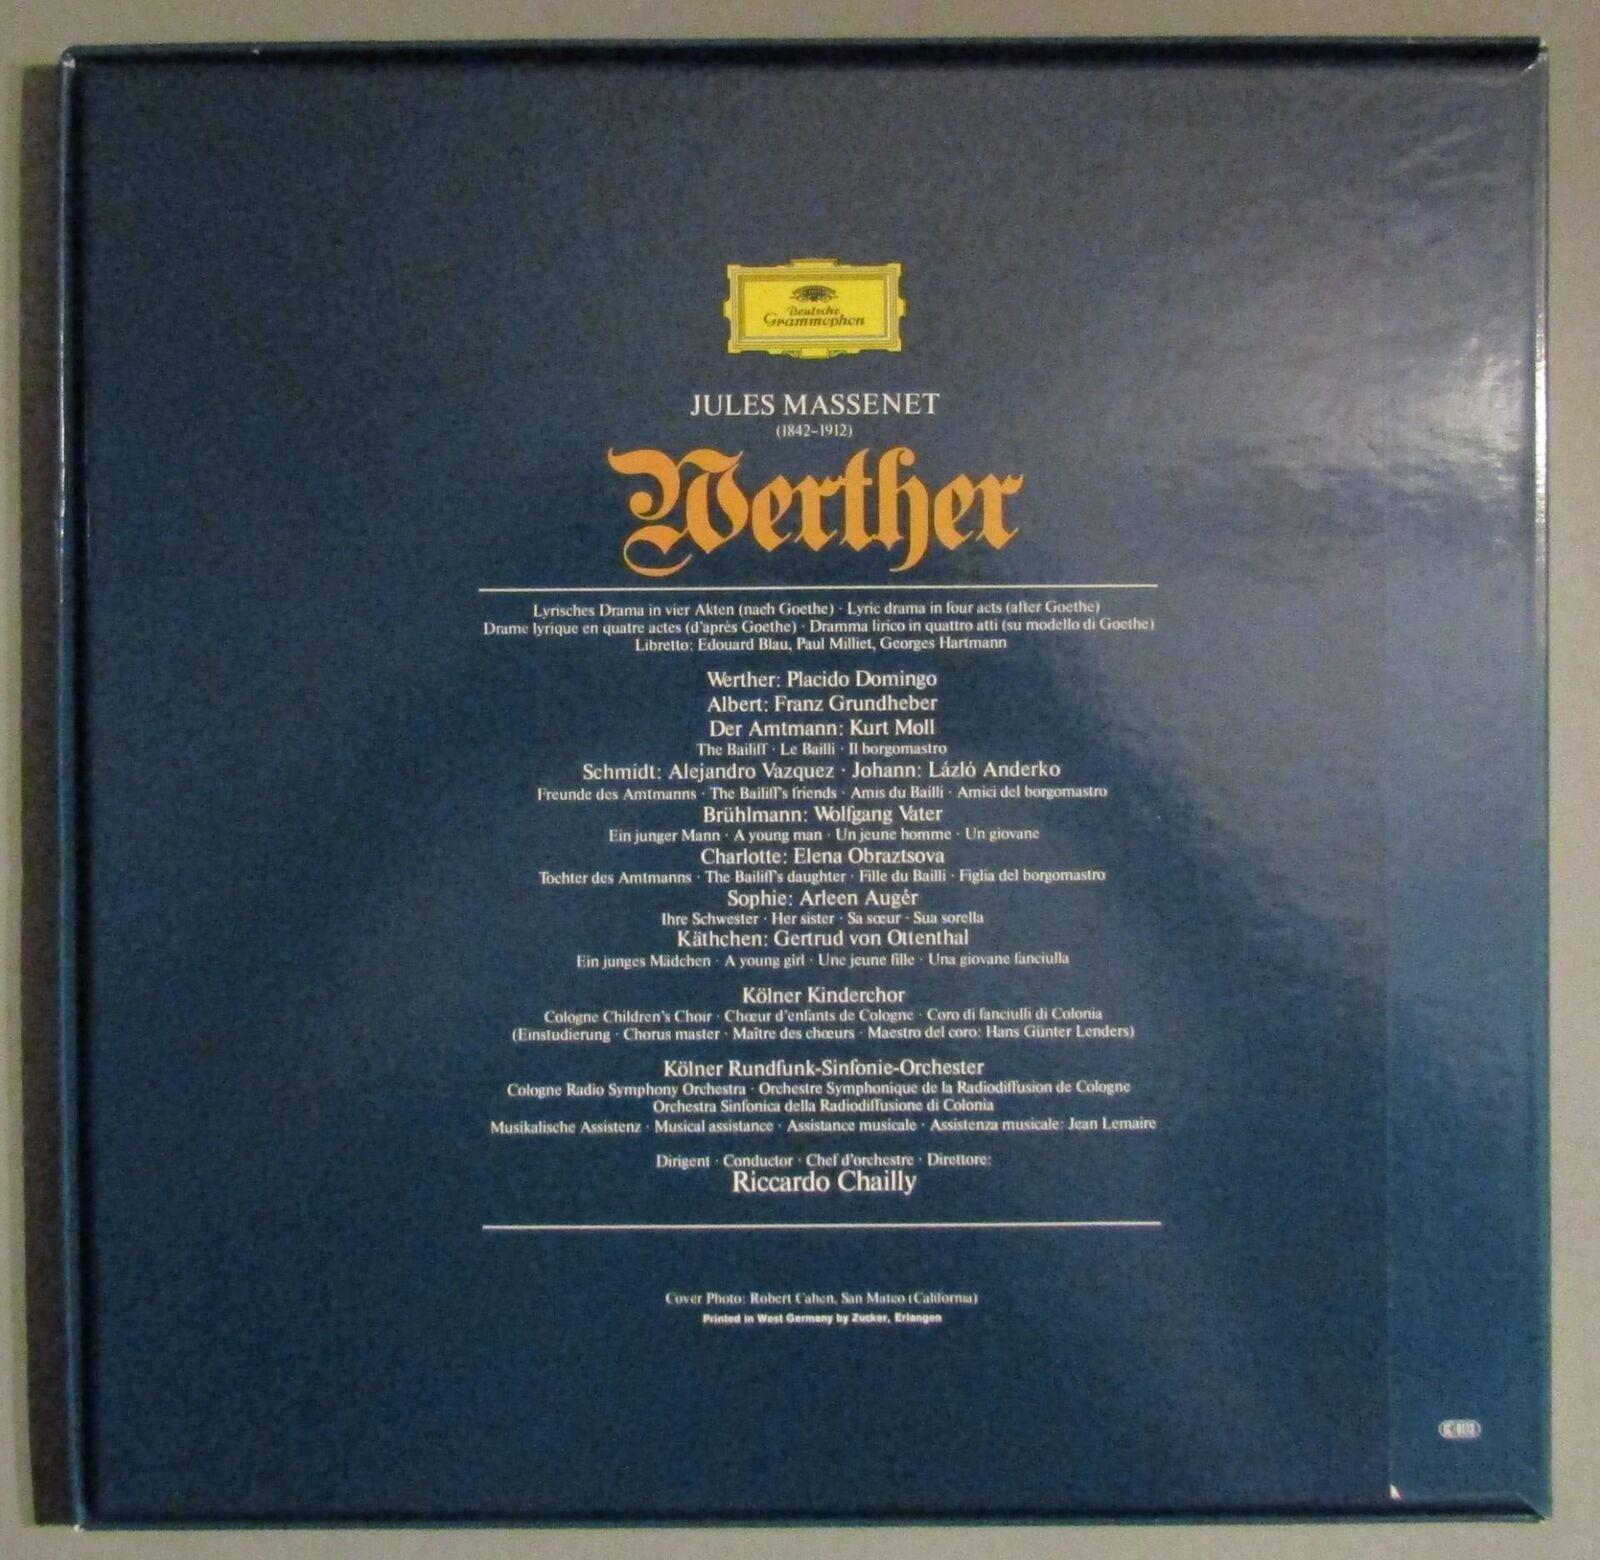 Deutsche
Grammophon
JULES MASSENET
(1842–1912)
Werther
Lyrisches Drama in vier Akten (nach Goethe) · Lyric drama in four acts (after Goethe)
Drame lyrique en quatre actes (d'après Goethe) · Dramma lirico in quattro atti (su modello di Goethe)
Libretto: Edouard Blau, Paul Milliet, Georges Hartmann
Werther: Placido Domingo
Albert: Franz Grundheber
Der Amtmann: Kurt Moll
The Bailiff · Le Bailli · Il borgomastro
Schmidt: Alejandro Vazquez · Johann: Lázló Anderko
Freunde des Amtmanns · The Bailiff's friends · Amis du Bailli · Amici del borgomastro
Brühlmann: Wolfgang Vater
Ein junger Mann · A young man · Un jeune homme · Un giovane
Charlotte: Elena Obraztsova
Tochter des Amtmanns · The Bailiff's daughter · Fille du Bailli · Figlia del borgomastro
Sophie: Arleen Augér
Ihre Schwester · Her sister · Sa sœur · Sua sorella
Käthchen: Gertrud von Ottenthal
Ein junges Mädchen · A young girl · Une jeune fille · Una giovane fanciulla
Kölner Kinderchor
Cologne Children's Choir · Chœur d'enfants de Cologne · Coro di fanciulli di Colonia
(Einstudierung · Chorus master · Maître des chœurs · Maestro del coro: Hans Günter Lenders)
Kölner Rundfunk-Sinfonie-Orchester
Cologne Radio Symphony Orchestra · Orchestre Symphonique de la Radiodiffusion de Cologne
Orchestra Sinfonica della Radiodiffusione di Colonia
Musikalische Assistenz · Musical assistance · Assistance musicale · Assistenza musicale: Jean Lemaire
Dirigent · Conductor · Chef d'orchestre · Direttore:
Riccardo Chailly
Cover Photo: Robert Cahen, San Mateo (California)
Printed in West Germany by Zucker, Erlangen